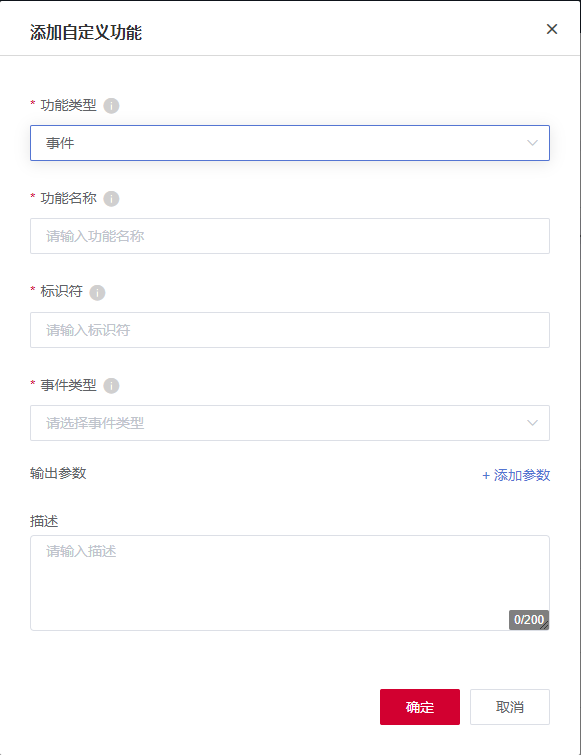 添加自定义功能
* 功能类型
事件
* 功能名称
请输入功能名称
* 标识符
请输入标识符
* 事件类型
请选择事件类型
输出参数 + 添加参数
描述
请输入描述
0/200
确定 取消